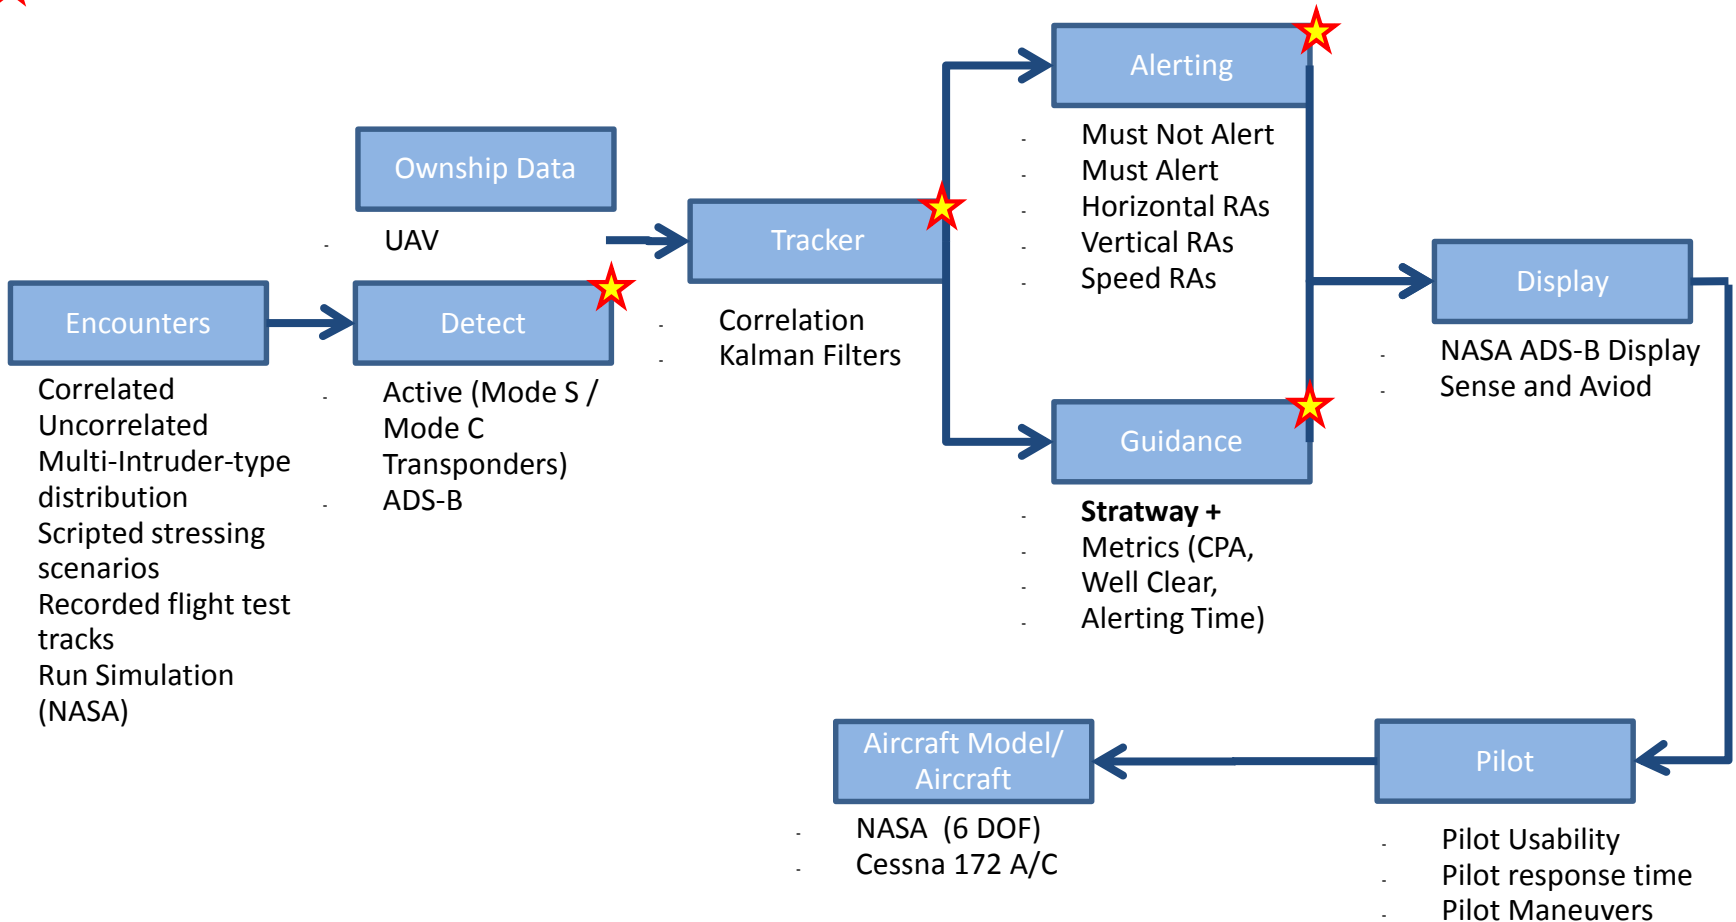 Alerting
- Must Not Alert
- Must Alert
- Horizontal RAs
- Vertical RAs
- Speed RAs
Ownship Data
- UAV
Tracker
- Correlation
- Kalman Filters
Encounters
Correlated
Uncorrelated
Multi-Intruder-type
distribution
Scripted stressing
scenarios
Recorded flight test
tracks
Run Simulation
(NASA)
Detect
- Active (Mode S /
Mode C
Transponders)
- ADS-B
Guidance
- Stratway +
- Metrics (CPA,
- Well Clear,
- Alerting Time)
Display
- NASA ADS-B Display
- Sense and Aviod
Aircraft Model/
Aircraft
- NASA (6 DOF)
- Cessna 172 A/C
Pilot
- Pilot Usability
- Pilot response time
- Pilot Maneuvers